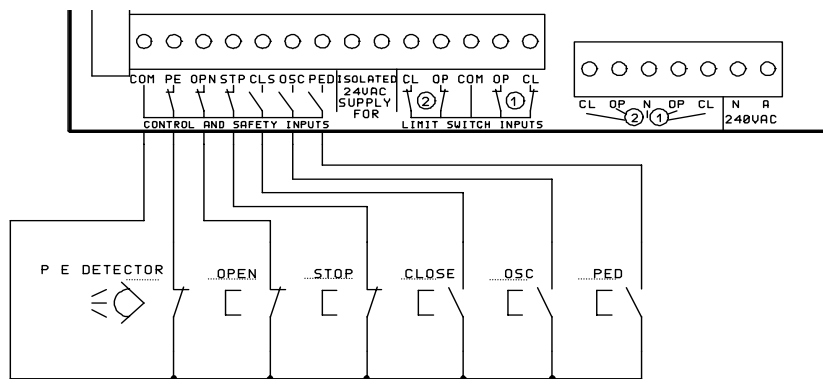 COM PE OPN STP CLS OSC PED ISOLATED 24VAC SUPPLY FOR CL OP COM OP CL
2 1
CONTROL AND SAFETY INPUTS LIMIT SWITCH INPUTS
CL OP N OP CL N A
2 1 240VAC
P E DETECTOR OPEN STOP CLOSE OSC PED